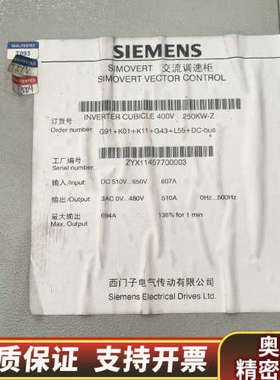 SIEMENS
SIMOVERT 交流调速柜
SIMOVERT VECTOR CONTROL
订货号
INVERTER CUBICLE 400V 250KW-Z
Order number
G91+K01+K11+G43+L55+DC-bus
工厂编号
ZYX11457700003
Serial number
输入/Input
DC 510V...650V
607A
输出/Output
3AC 0V...480V
510A
0Hz...500Hz
最大输出
694A
136% for 1 min
Max. Output
西门子电气传动有限公司
Siemens Electrical Drives Ltd.
质保证
支持开票
奥
精密